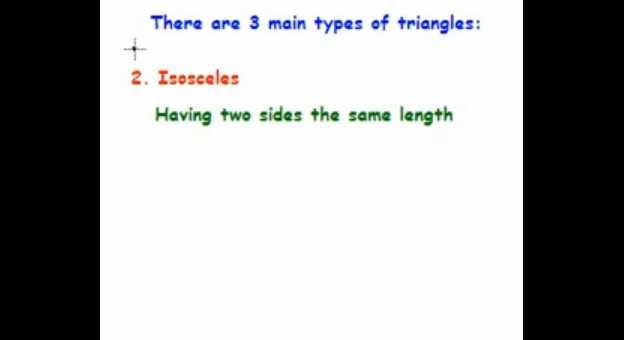 There are 3 main types of triangles:
2. Isosceles
Having two sides the same length